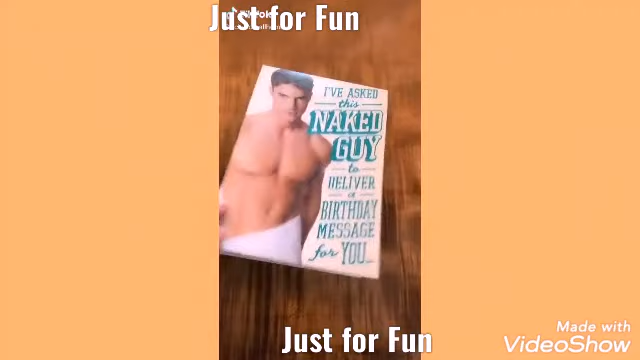 Just for Fun
I'VE ASKED
this
NAKED
GUY
to
DELIVER
a
BIRTHDAY
MESSAGE
for YOU...
Just for Fun
Made with
VideoShow